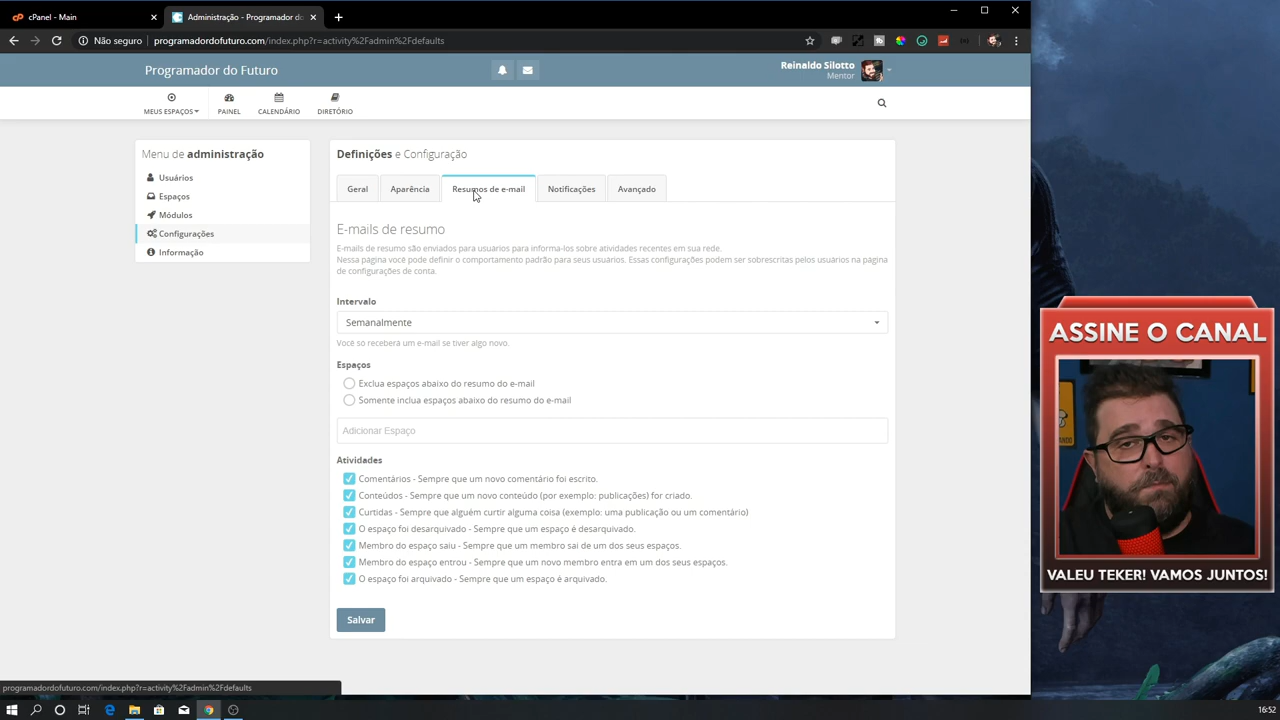 cPanel - Main
Administração - Programador do
Não seguro
programadordofuturo.com/index.php?r=activity%2Fadmin%2Fdefaults
Programador do Futuro
Reinaldo Silotto
Mentor
MEUS ESPAÇOS
PAINEL
CALENDÁRIO
DIRETÓRIO
Menu de administração
Usuários
Espaços
Módulos
Configurações
Informação
Definições e Configuração
Geral
Aparência
Resumos de e-mail
Notificações
Avançado
E-mails de resumo
E-mails de resumo são enviados para usuarios para informa-los sobre atividades recentes em sua rede.
Nessa página você pode definir o comportamento padrão para seus usuários. Essas configurações podem ser sobrescritas pelos usuários na página
de configurações de conta.
Intervalo
Semanalmente
Você so receberá um e-mail se tiver algo novo.
Espaços
Exclua espaços abaixo do resumo do e-mail
Somente inclua espaços abaixo do resumo do e-mail
Adicionar Espaço
Atividades
Comentários - Sempre que um novo comentário foi escrito.
Conteúdos - Sempre que um novo conteúdo (por exemplo: publicações) for criado.
Curtidas - Sempre que alguém curtir alguma coisa (exemplo: uma publicação ou um comentário)
O espaço foi desarquivado - Sempre que um espaço é desarquivado.
Membro do espaço saiu - Sempre que um membro sai de um dos seus espaços.
Membro do espaço entrou - Sempre que um novo membro entra em um dos seus espaços.
O espaço foi arquivado - Sempre que um espaço é arquivado.
Salvar
programadordofuturo.com/index.php?r=activity%2Fadmin%2Fdefaults
ASSINE O CANAL
VALEU TEKER! VAMOS JUNTOS!
16:52